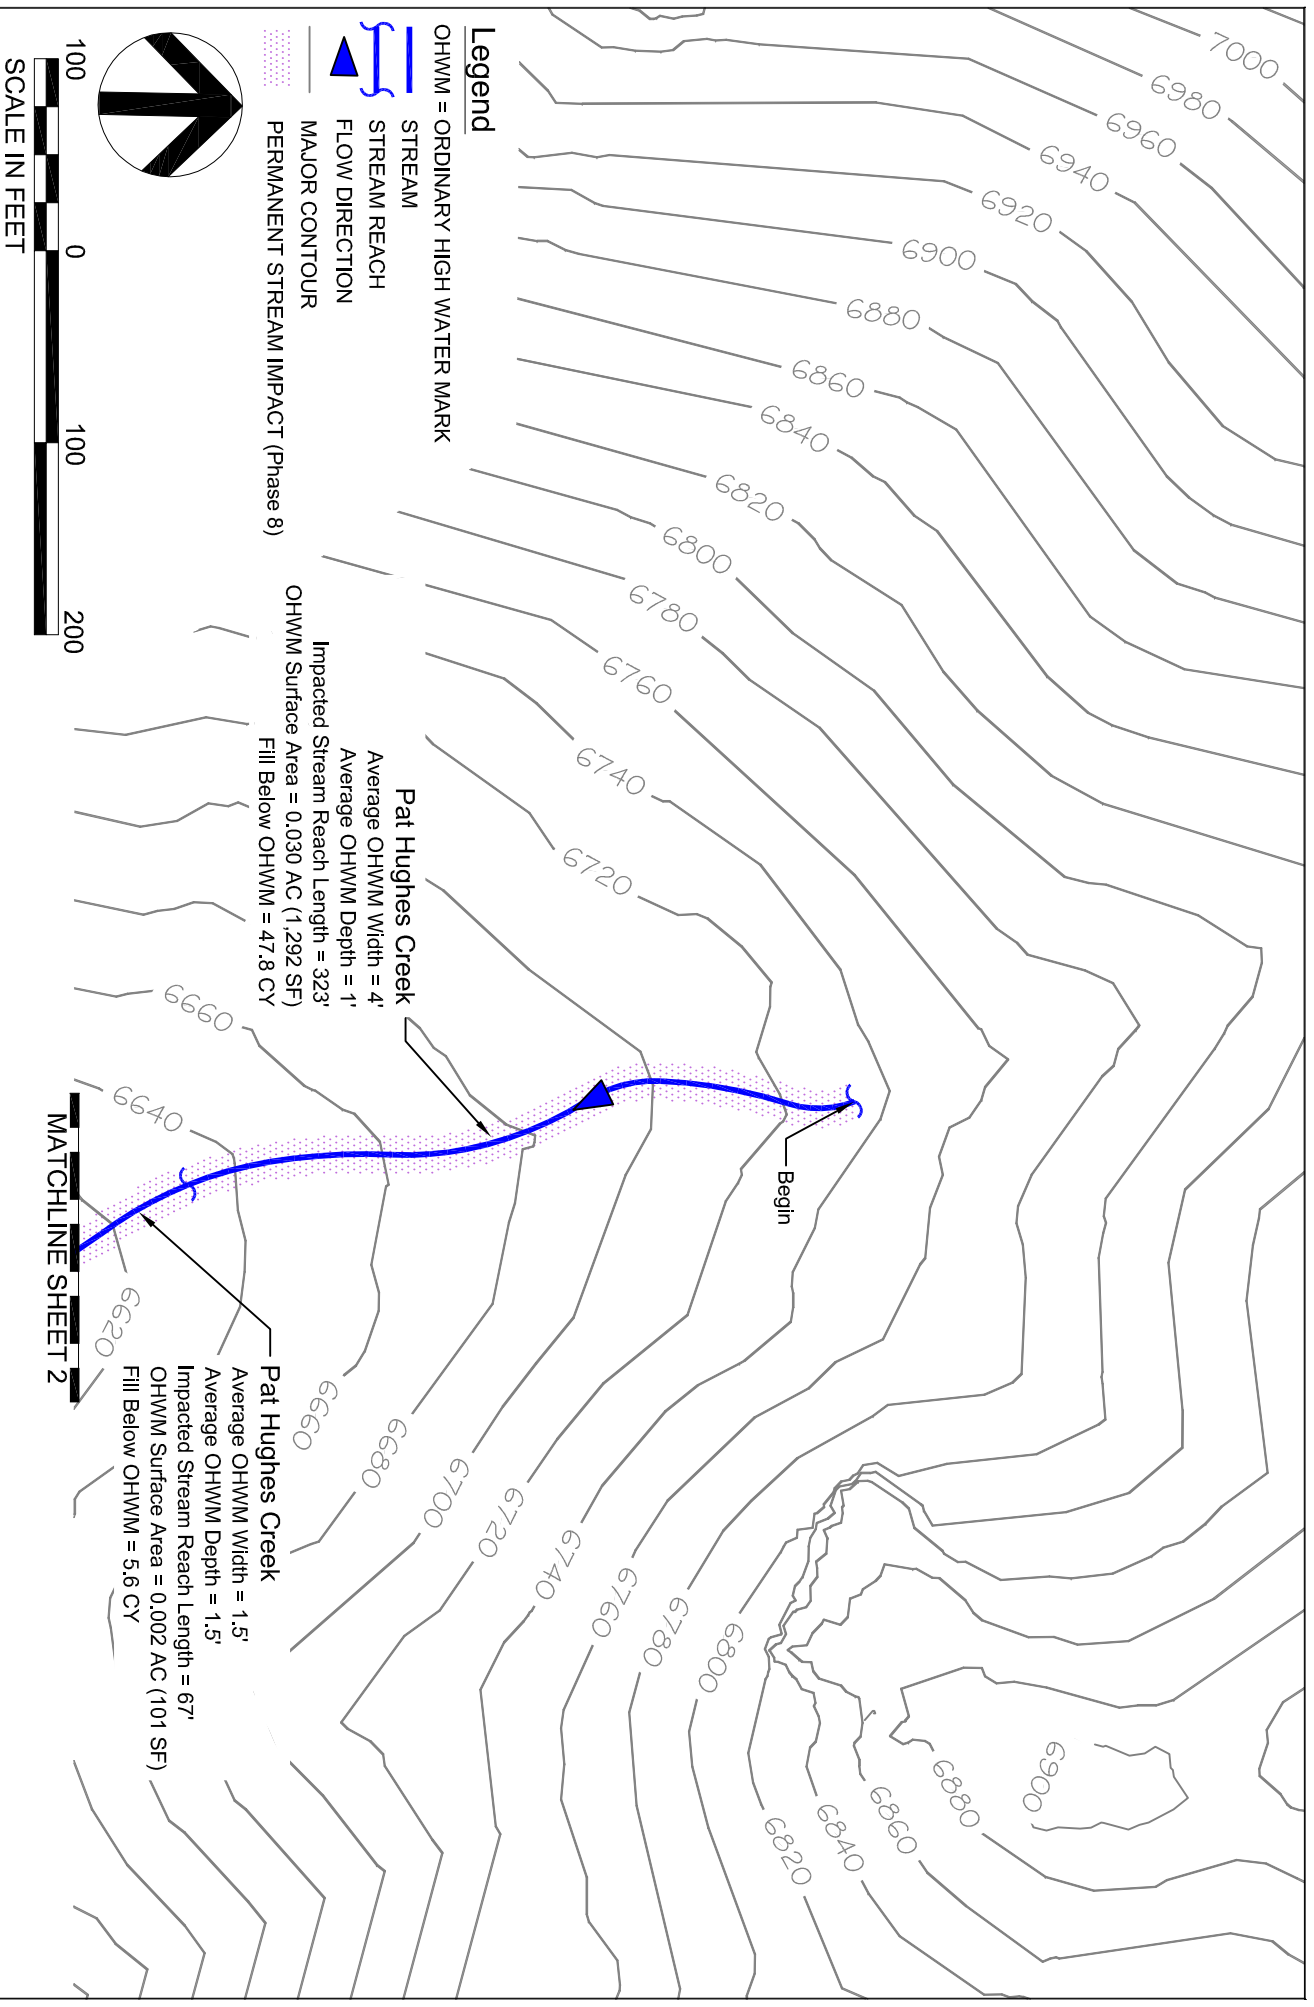 Legend
OHWM = ORDINARY HIGH WATER MARK
STREAM
STREAM REACH
FLOW DIRECTION
MAJOR CONTOUR
PERMANENT STREAM IMPACT (Phase 8)
100 0 100 200
SCALE IN FEET
Pat Hughes Creek
Average OHWM Width = 4'
Average OHWM Depth = 1'
Impacted Stream Reach Length = 323'
OHWM Surface Area = 0.030 AC (1,292 SF)
Fill Below OHWM = 47.8 CY
Begin
Pat Hughes Creek
Average OHWM Width = 1.5'
Average OHWM Depth = 1.5'
Impacted Stream Reach Length = 67'
OHWM Surface Area = 0.002 AC (101 SF)
Fill Below OHWM = 5.6 CY
MATCHLINE SHEET 2
7000
6980
6960
6940
6920
6900
6880
6860
6840
6820
6800
6780
6760
6740
6720
6660
6640
6620
6660
6680
6700
6720
6740
6760
6780
6800
6820
6840
6860
6880
6900